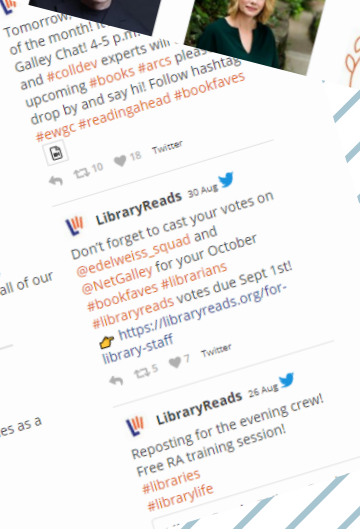 Tomorrow
of the month!
Galley Chat! 4-5 p.m.
and #colldev experts will
upcoming #books #arcs please
drop by and say hi! Follow hashtag
#ewgc #readingahead #bookfaves
10 18 Twitter
LibraryReads 30 Aug
Don't forget to cast your votes on
@edelweiss_squad and
@NetGalley for your October
#bookfaves #librarians
#libraryreads votes due Sept 1st!
👉 https://libraryreads.org/for-
library-staff
5 7 Twitter
all of our
LibraryReads 26 Aug
Reposting for the evening crew!
Free RA training session!
#libraries
#librarylife
es as a